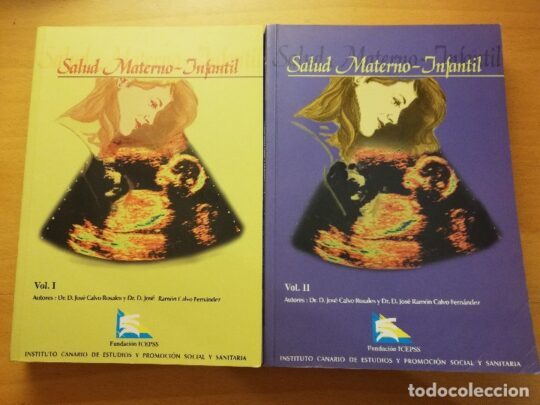 Salud Materno-Infantil
Vol. I
Autores : Dr. D. José Calvo Rosales y Dr. D. José Ramón Calvo Fernández
Fundación ICEPSS
INSTITUTO CANARIO DE ESTUDIOS Y PROMOCIÓN SOCIAL Y SANITARIA
Salud Materno-Infantil
Vol. II
Autores : Dr. D. José Calvo Rosales y Dr. D. José Ramón Calvo Fernández
Fundación ICEPSS
INSTITUTO CANARIO DE ESTUDIOS Y PROMOCIÓN SOCIAL Y SANITARIA
todocoleccion